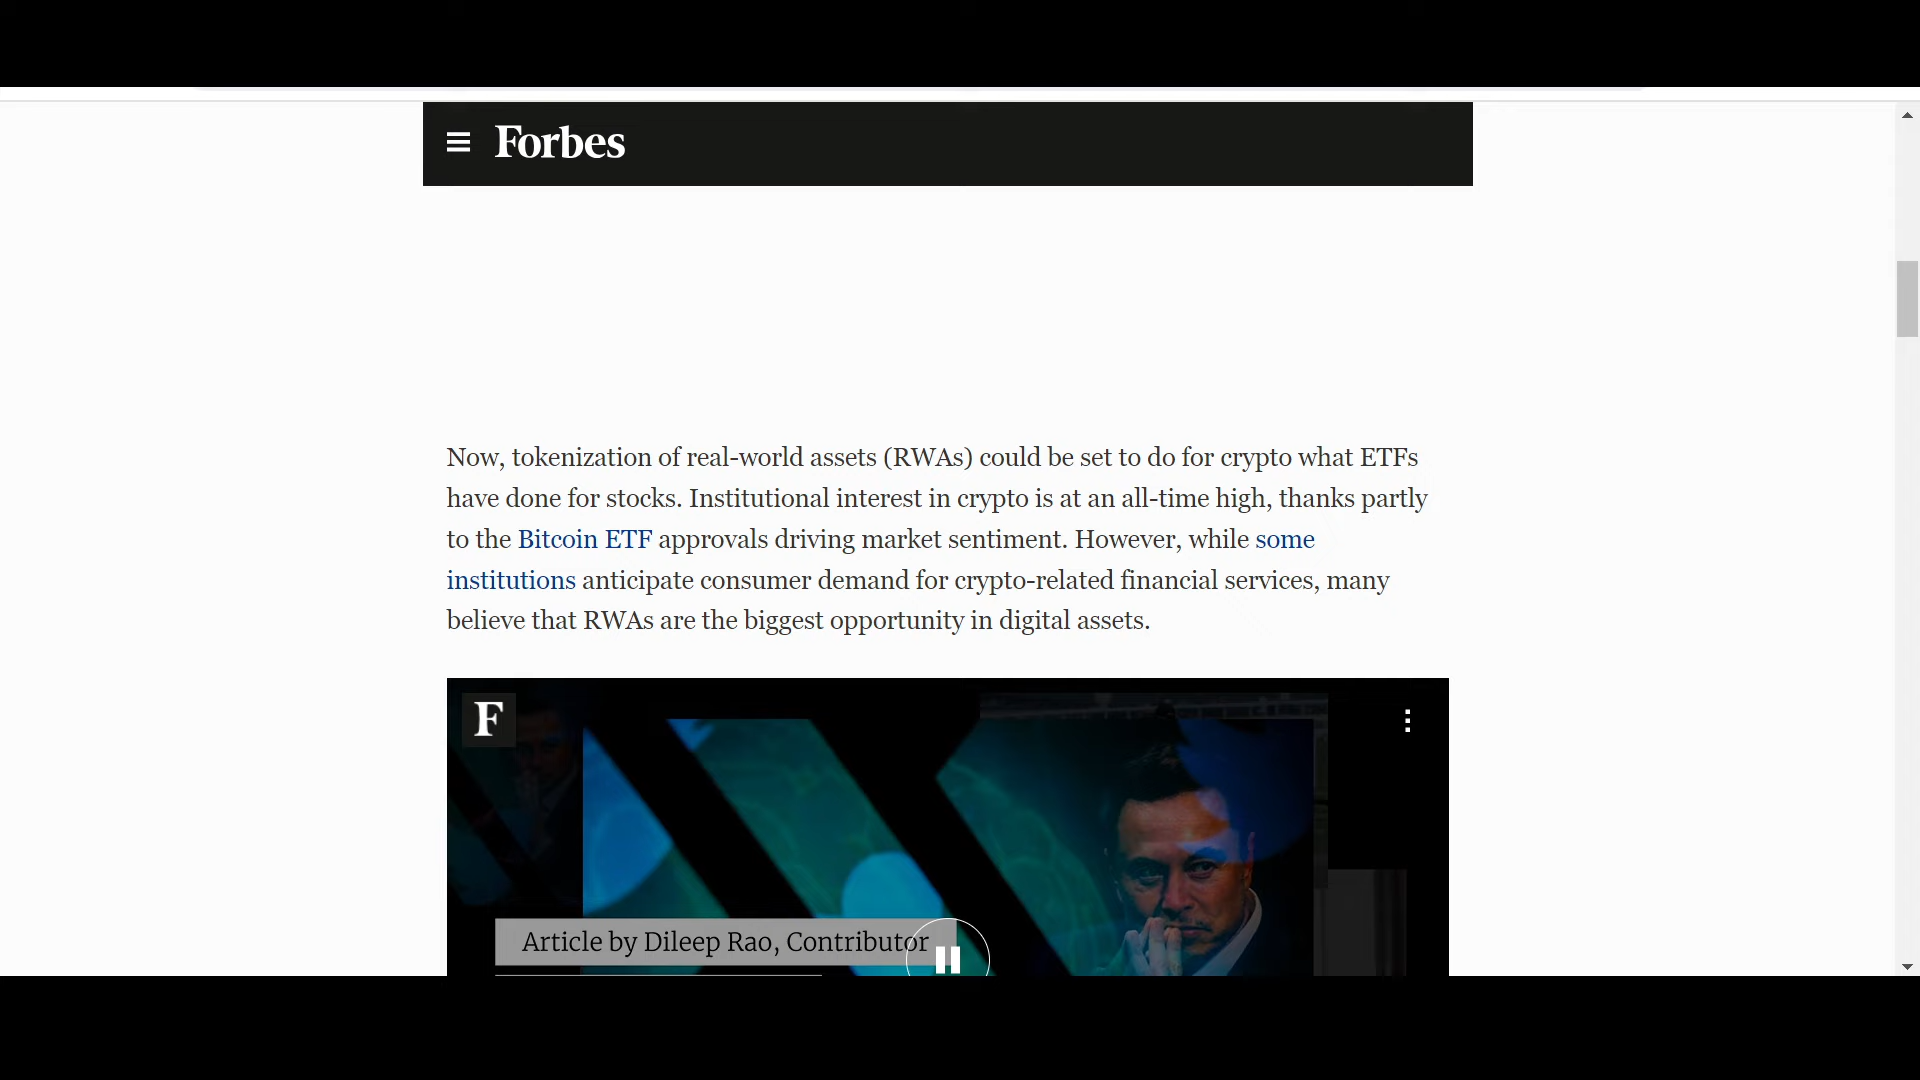 Forbes
Now, tokenization of real-world assets (RWAs) could be set to do for crypto what ETFs
have done for stocks. Institutional interest in crypto is at an all-time high, thanks partly
to the Bitcoin ETF approvals driving market sentiment. However, while some
institutions anticipate consumer demand for crypto-related financial services, many
believe that RWAs are the biggest opportunity in digital assets.
F
Article by Dileep Rao, Contributor